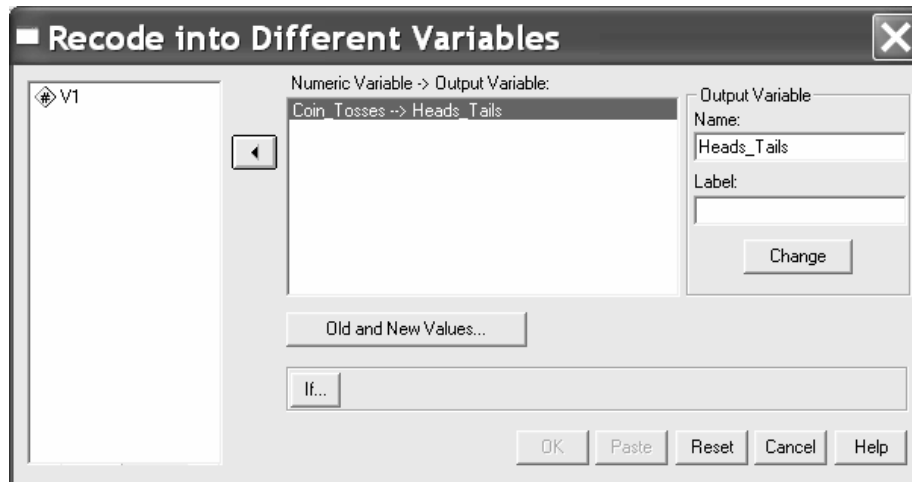 Recode into Different Variables
# V1
Numeric Variable -> Output Variable:
Coin_Tosses --> Heads_Tails
Output Variable
Name:
Heads_Tails
Label:
Change
Old and New Values...
If...
OK Paste Reset Cancel Help